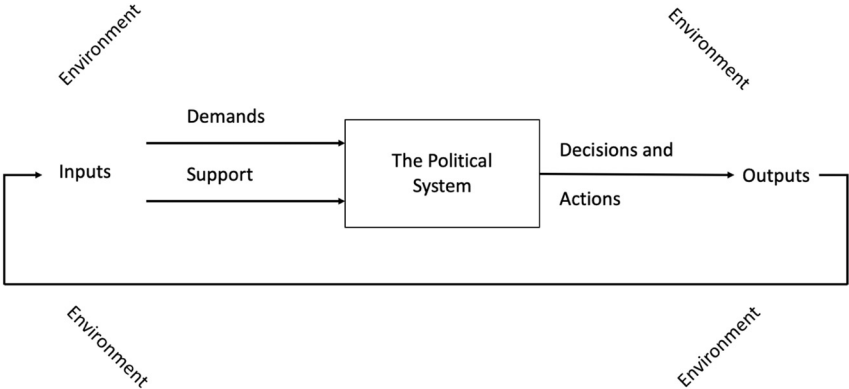 Environment
Environment
Demands
Inputs
Support
The Political
System
Decisions and
Actions
Outputs
Environment
Environment